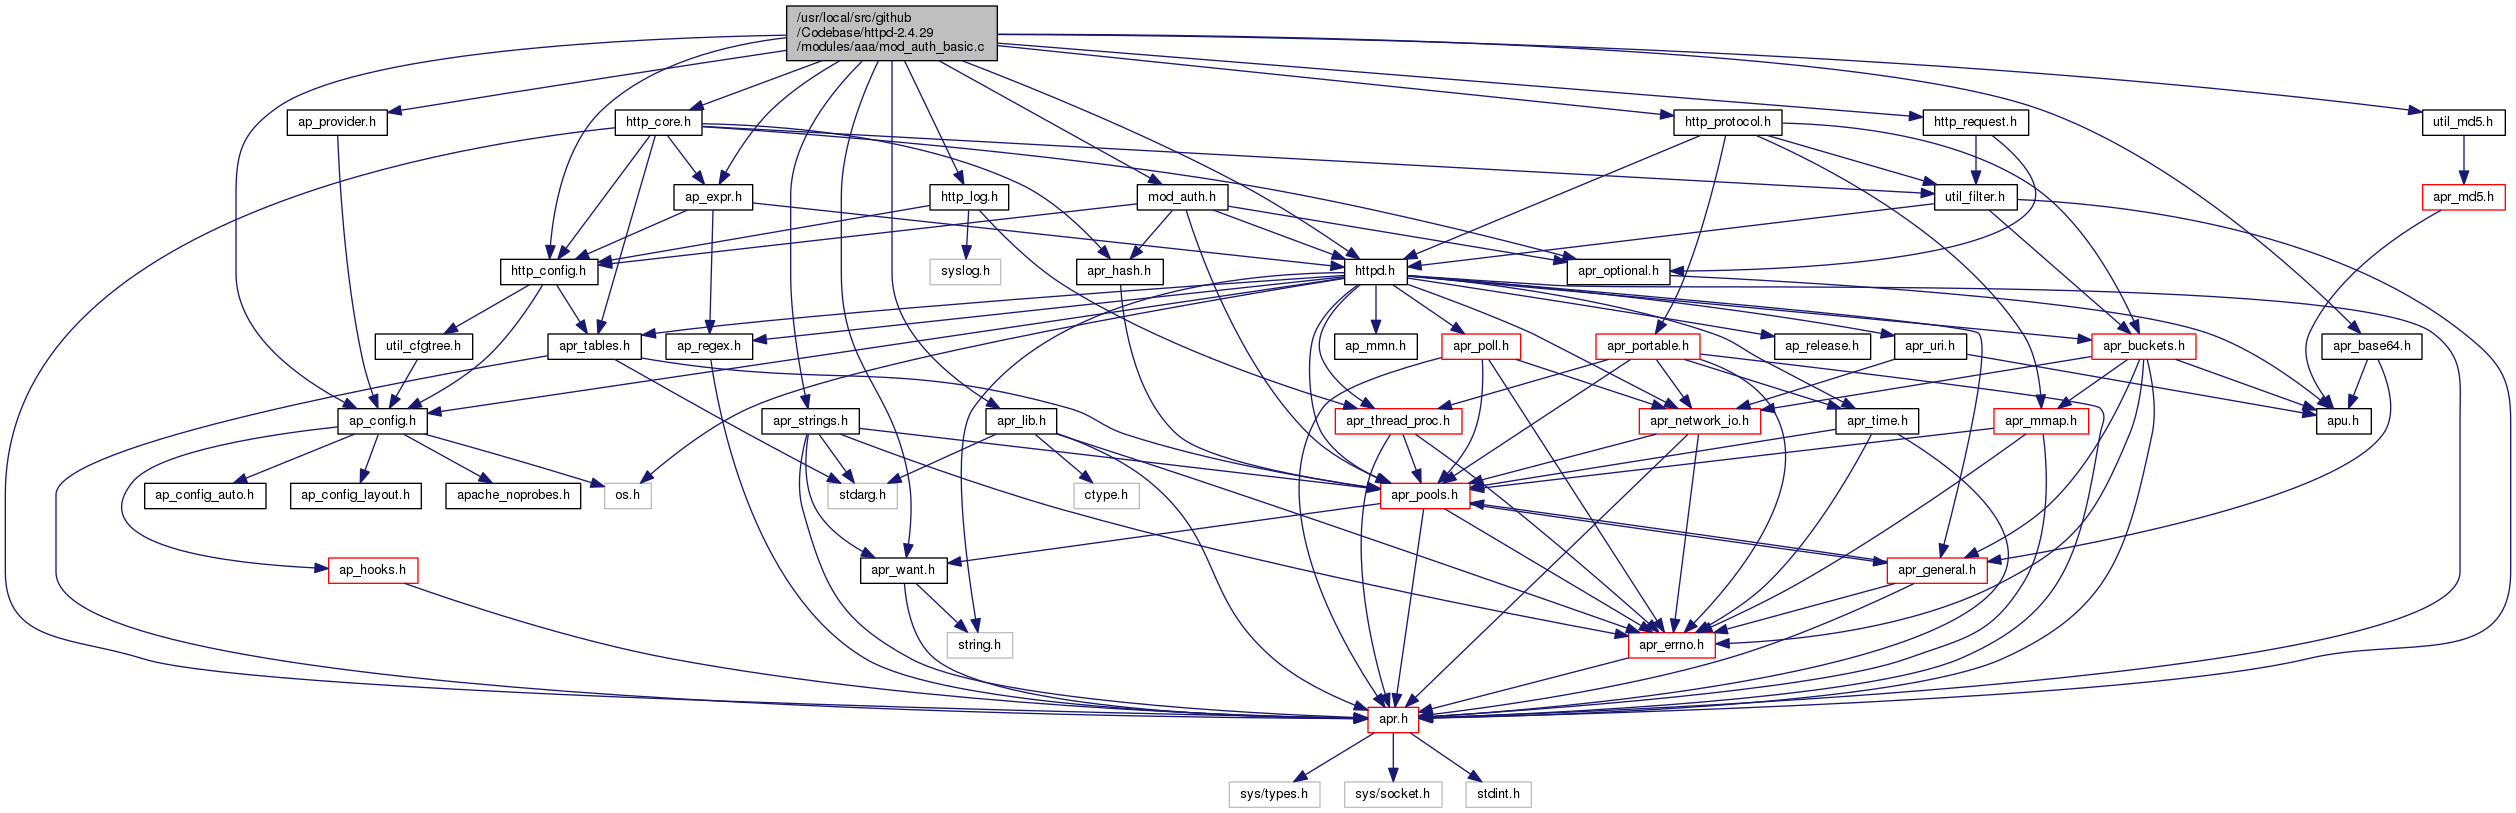 /usr/local/src/github
/Codebase/httpd-2.4.29
/modules/aaa/mod_auth_basic.c
ap_provider.h
http_core.h
http_protocol.h
http_request.h
util_md5.h
ap_expr.h
http_log.h
mod_auth.h
util_filter.h
apr_md5.h
http_config.h
syslog.h
apr_hash.h
httpd.h
apr_optional.h
util_cfgtree.h
apr_tables.h
ap_regex.h
ap_mmn.h
apr_poll.h
apr_portable.h
ap_release.h
apr_uri.h
apr_buckets.h
apr_base64.h
ap_config.h
apr_strings.h
apr_lib.h
apr_thread_proc.h
apr_network_io.h
apr_time.h
apr_mmap.h
apu.h
ap_config_auto.h
ap_config_layout.h
apache_noprobes.h
os.h
stdarg.h
ctype.h
apr_pools.h
ap_hooks.h
apr_want.h
apr_general.h
string.h
apr_errno.h
apr.h
sys/types.h
sys/socket.h
stdint.h